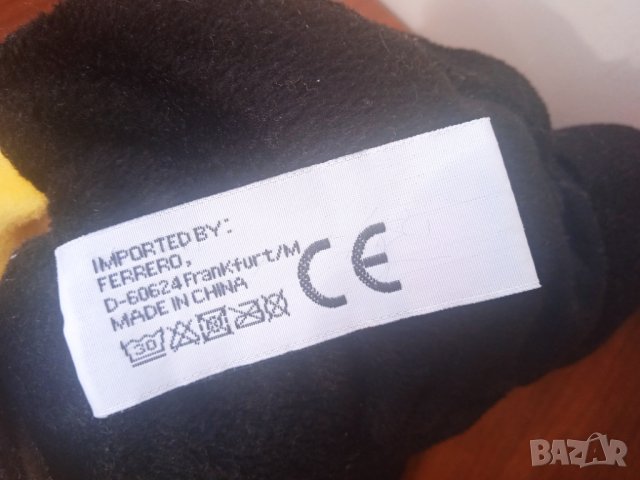 IMPORTED BY:
FERRERO,
D-60624 Frankfurt/M
MADE IN CHINA
CE
30
BAZAR